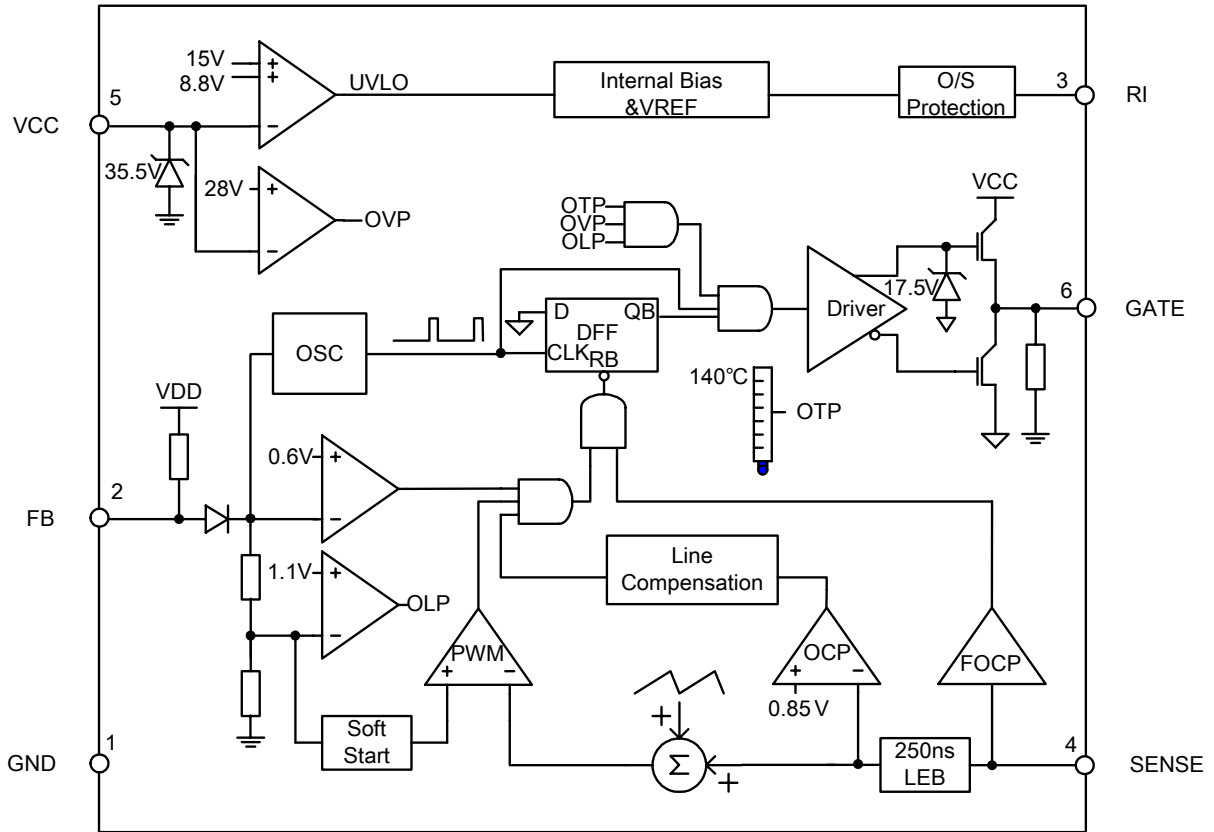 15V
8.8V
UVLO
Internal Bias
&VREF
O/S
Protection
3
RI
5
VCC
35.5V
28V
OVP
OTP
OVP
OLP
VCC
17.5V
Driver
6
GATE
OSC
D
QB
DFF
CLK
RB
140℃
OTP
VDD
0.6V
2
FB
1.1V
OLP
Line
Compensation
PWM
+
−
OCP
+
−
0.85 V
FOCP
Soft
Start
1
GND
+
Σ
+
250ns
LEB
4
SENSE